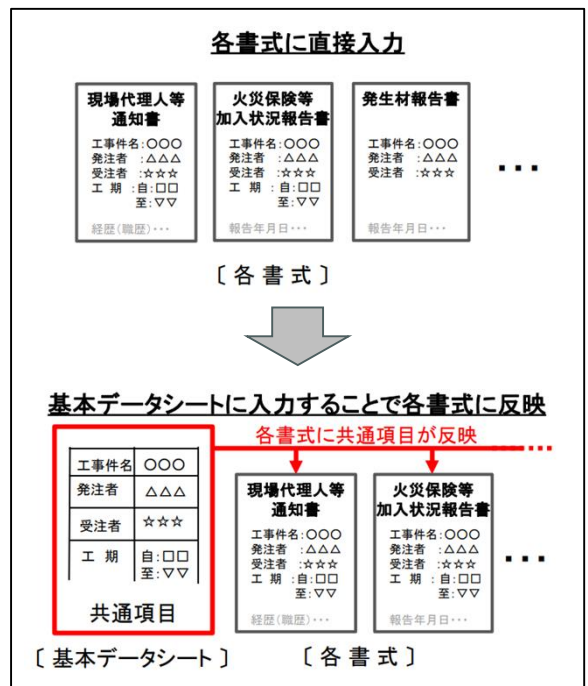 各書式に直接入力
現場代理人等
通知書
工事件名:〇〇〇
発注者 :△△△
受注者 :☆☆☆
工 期 :自:□□
至:▽▽
経歴(職歴)・・・
火災保険等
加入状況報告書
工事件名:〇〇〇
発注者 :△△△
受注者 :☆☆☆
工 期 :自:□□
至:▽▽
報告年月日・・・
発生材報告書
工事件名:〇〇〇
発注者 :△△△
受注者 :☆☆☆
報告年月日・・・
・・・
〔 各 書 式 〕
基本データシートに入力することで各書式に反映
各書式に共通項目が反映
工事件名 〇〇〇
発注者 △△△
受注者 ☆☆☆
工 期 自:□□
至:▽▽
共通項目
〔 基本データシート 〕
現場代理人等
通知書
工事件名:〇〇〇
発注者 :△△△
受注者 :☆☆☆
工 期 :自:□□
至:▽▽
経歴(職歴)・・・
火災保険等
加入状況報告書
工事件名:〇〇〇
発注者 :△△△
受注者 :☆☆☆
工 期 :自:□□
至:▽▽
報告年月日・・・
・・・
〔 各 書 式 〕